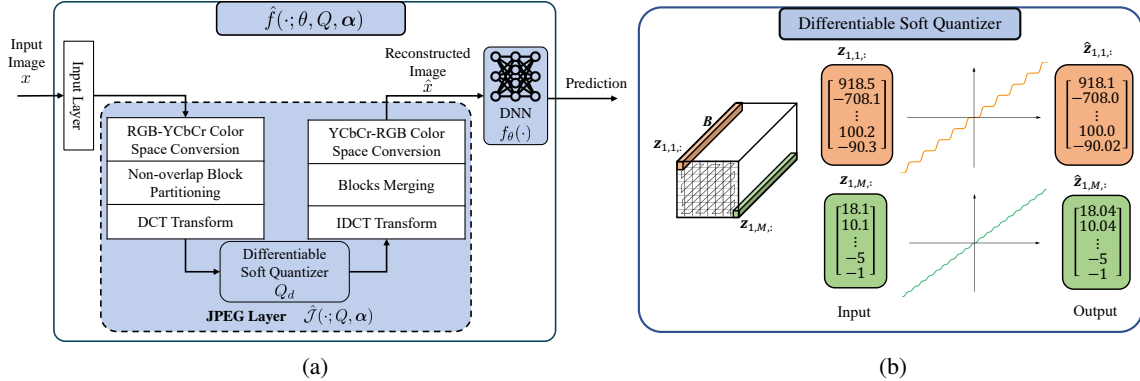 f̂(·; θ, Q, α)
Input
Image
x
Input Layer
Reconstructed
Image
x̂
DNN
f_θ(·)
Prediction
RGB-YCbCr Color
Space Conversion
Non-overlap Block
Partitioning
DCT Transform
YCbCr-RGB Color
Space Conversion
Blocks Merging
IDCT Transform
Differentiable
Soft Quantizer
Q_d
JPEG Layer 𝒥̂(·; Q, α)
(a)
Differentiable Soft Quantizer
B
z_{1,1,:}
z_{1,M,:}
z_{1,1,:}
918.5
−708.1
⋮
100.2
−90.3
ẑ_{1,1,:}
918.1
−708.0
⋮
100.0
−90.02
z_{1,M,:}
18.1
10.1
⋮
−5
−1
ẑ_{1,M,:}
18.04
10.04
⋮
−5
−1
Input
Output
(b)